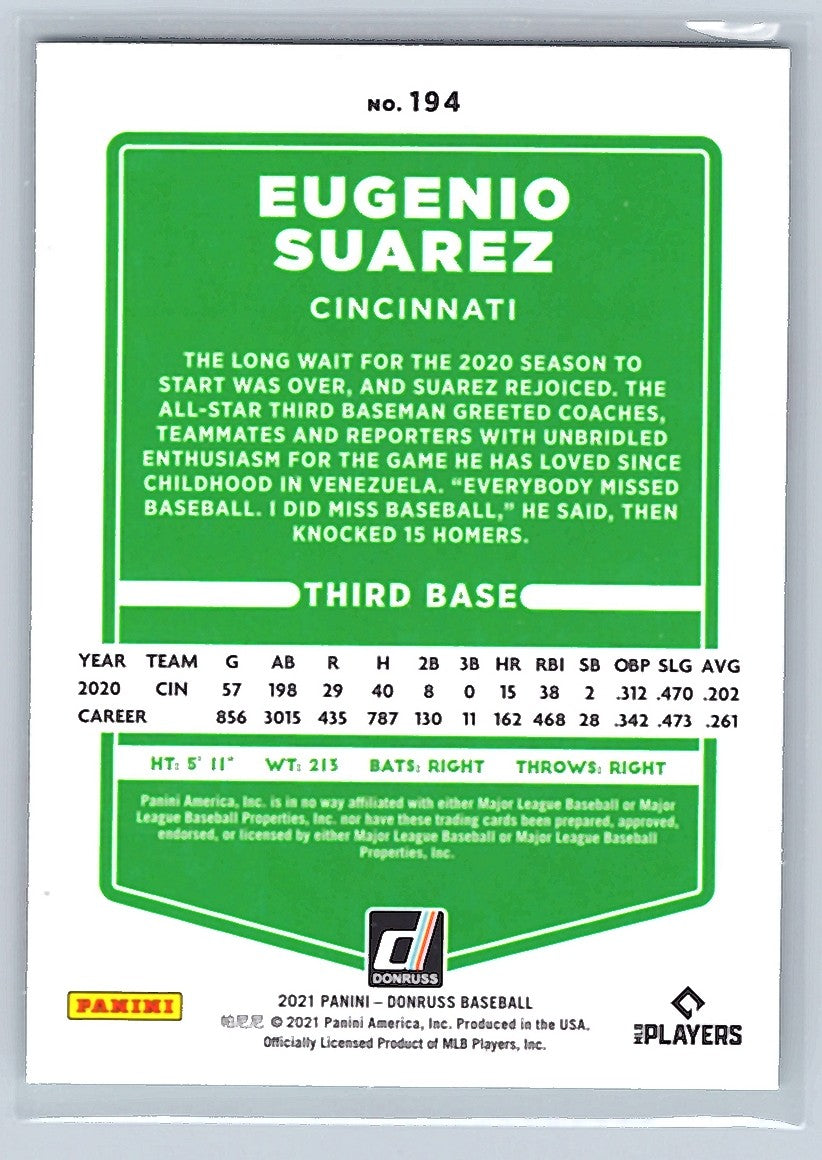 NO. 194
EUGENIO
SUAREZ
CINCINNATI
THE LONG WAIT FOR THE 2020 SEASON TO
START WAS OVER, AND SUAREZ REJOICED. THE
ALL-STAR THIRD BASEMAN GREETED COACHES,
TEAMMATES AND REPORTERS WITH UNBRIDLED
ENTHUSIASM FOR THE GAME HE HAS LOVED SINCE
CHILDHOOD IN VENEZUELA. “EVERYBODY MISSED
BASEBALL. I DID MISS BASEBALL,” HE SAID, THEN
KNOCKED 15 HOMERS.
THIRD BASE
YEAR TEAM G AB R H 2B 3B HR RBI SB OBP SLG AVG
2020 CIN 57 198 29 40 8 0 15 38 2 .312 .470 .202
CAREER 856 3015 435 787 130 11 162 468 28 .342 .473 .261
HT: 5' 11" WT: 213 BATS: RIGHT THROWS: RIGHT
Panini America, Inc. is in no way affiliated with either Major League Baseball or Major
League Baseball Properties, Inc. nor have these trading cards been prepared, approved,
endorsed, or licensed by either Major League Baseball or Major League Baseball
Properties, Inc.
d
DONRUSS
PANINI
2021 PANINI – DONRUSS BASEBALL
帕尼尼 © 2021 Panini America, Inc. Produced in the USA.
Officially Licensed Product of MLB Players, Inc.
MLB PLAYERS